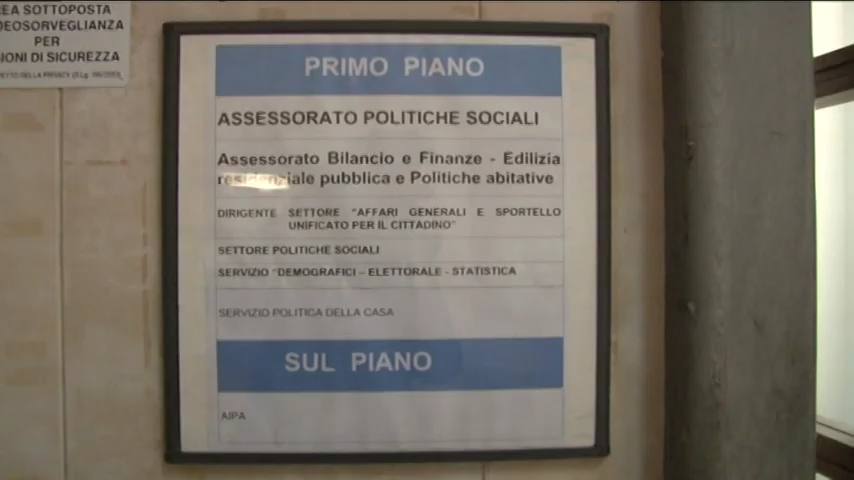 EA SOTTOPOSTA
DEOSORVEGLIANZA
PER
IONI DI SICUREZZA
PRIMO PIANO
ASSESSORATO POLITICHE SOCIALI
Assessorato Bilancio e Finanze - Edilizia
residenziale pubblica e Politiche abitative
DIRIGENTE SETTORE "AFFARI GENERALI E SPORTELLO
UNIFICATO PER IL CITTADINO"
SETTORE POLITICHE SOCIALI
SERVIZIO "DEMOGRAFICI – ELETTORALE - STATISTICA
SERVIZIO POLITICA DELLA CASA
SUL PIANO
AIPA